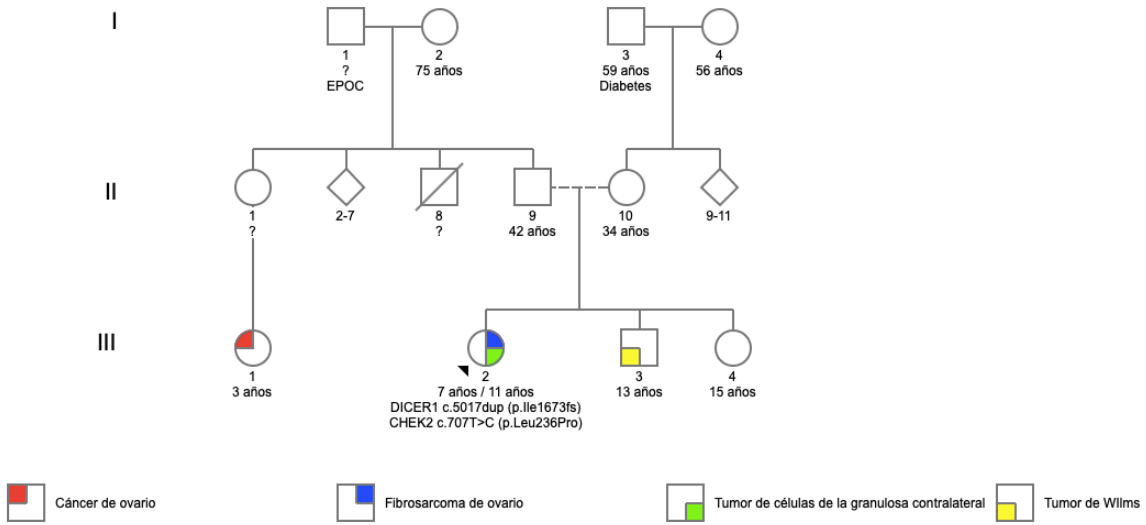 I
1
?
EPOC
2
75 años
3
59 años
Diabetes
4
56 años
II
1
?
2-7
8
?
9
42 años
10
34 años
9-11
III
1
3 años
2
7 años / 11 años
DICER1 c.5017dup (p.Ile1673fs)
CHEK2 c.707T>C (p.Leu236Pro)
3
13 años
4
15 años
Cáncer de ovario
Fibrosarcoma de ovario
Tumor de células de la granulosa contralateral
Tumor de WIlms